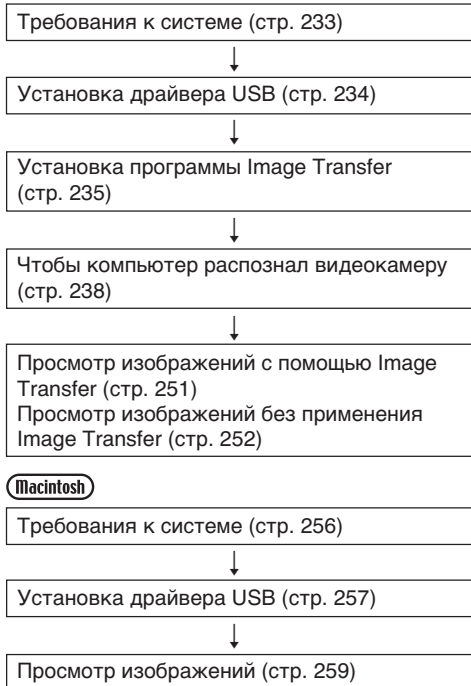 Требования к системе (стр. 233)
Установка драйвера USB (стр. 234)
Установка программы Image Transfer
(стр. 235)
Чтобы компьютер распознал видеокамеру
(стр. 238)
Просмотр изображений с помощью Image
Transfer (стр. 251)
Просмотр изображений без применения
Image Transfer (стр. 252)
Macintosh
Требования к системе (стр. 256)
Установка драйвера USB (стр. 257)
Просмотр изображений (стр. 259)